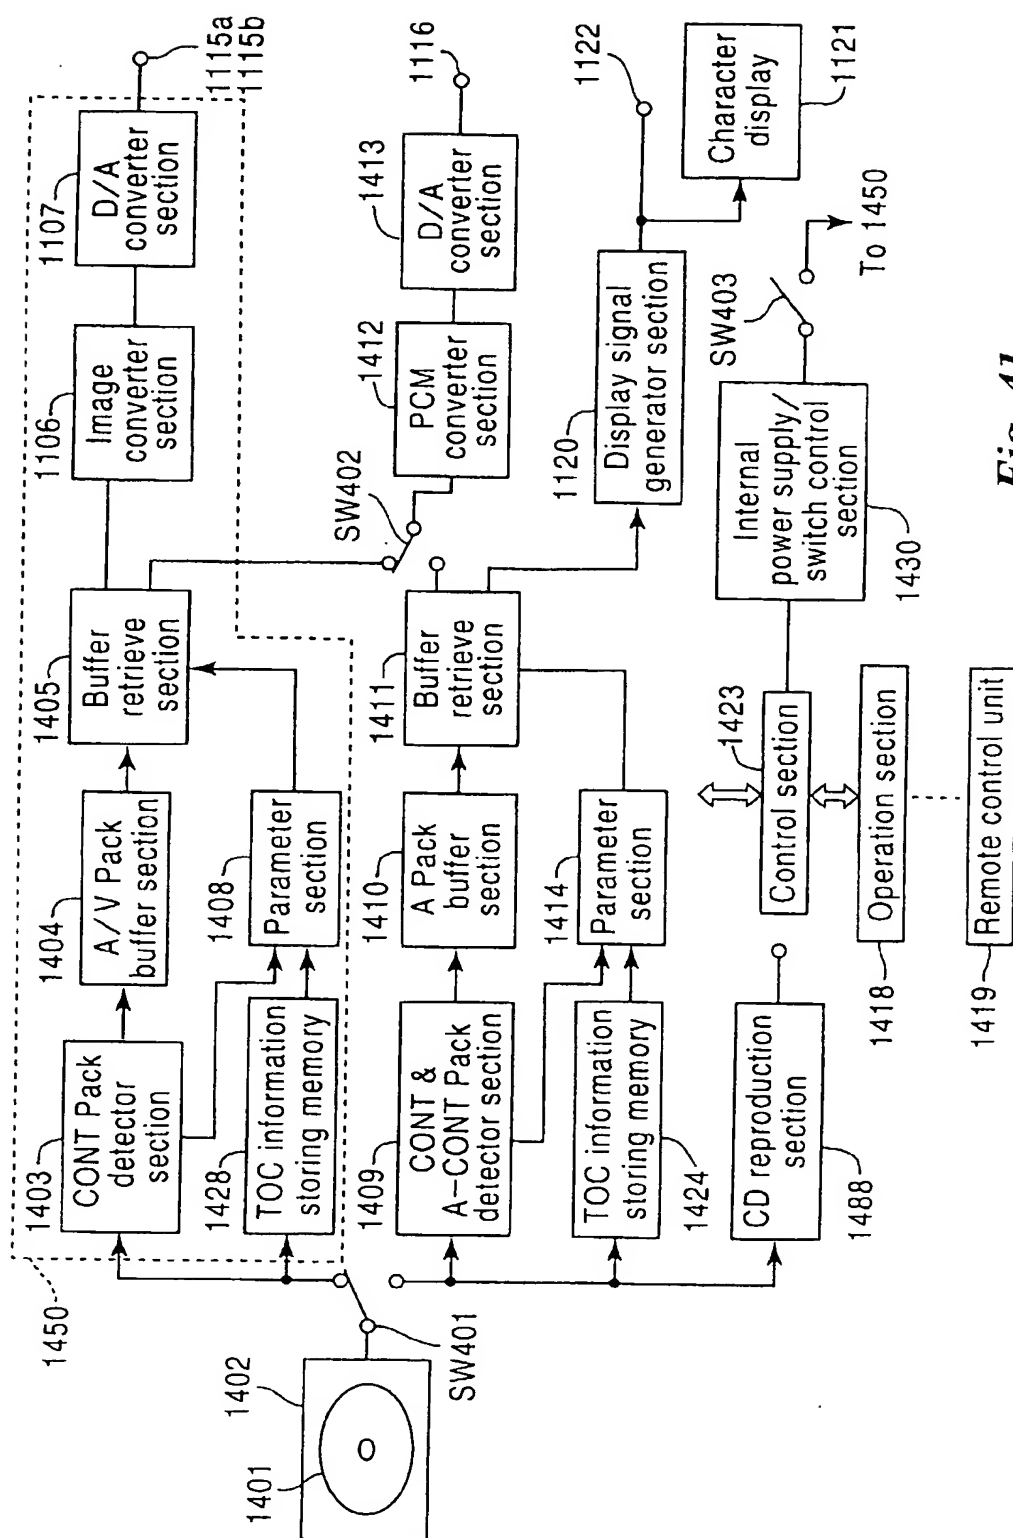 1401
1402
SW401
1450
1403
CONT Pack
detector
section
1404
A/V Pack
buffer section
1405
Buffer
retrieve
section
1106
Image
converter
section
1107
D/A
converter
section
1115a
1115b
1428
TOC information
storing memory
1408
Parameter
section
1409
CONT &
A-CONT Pack
detector section
1410
A Pack
buffer
section
1411
Buffer
retrieve
section
SW402
1412
PCM
converter
section
1413
D/A
converter
section
1116
TOC information
storing memory
1424
1414
Parameter
section
1120
Display signal
generator section
1122
Character
display
1121
CD reproduction
section
1488
1423
Control section
Internal
power supply/
switch control
section
1430
SW403
To 1450
1418
Operation section
1419
Remote control unit